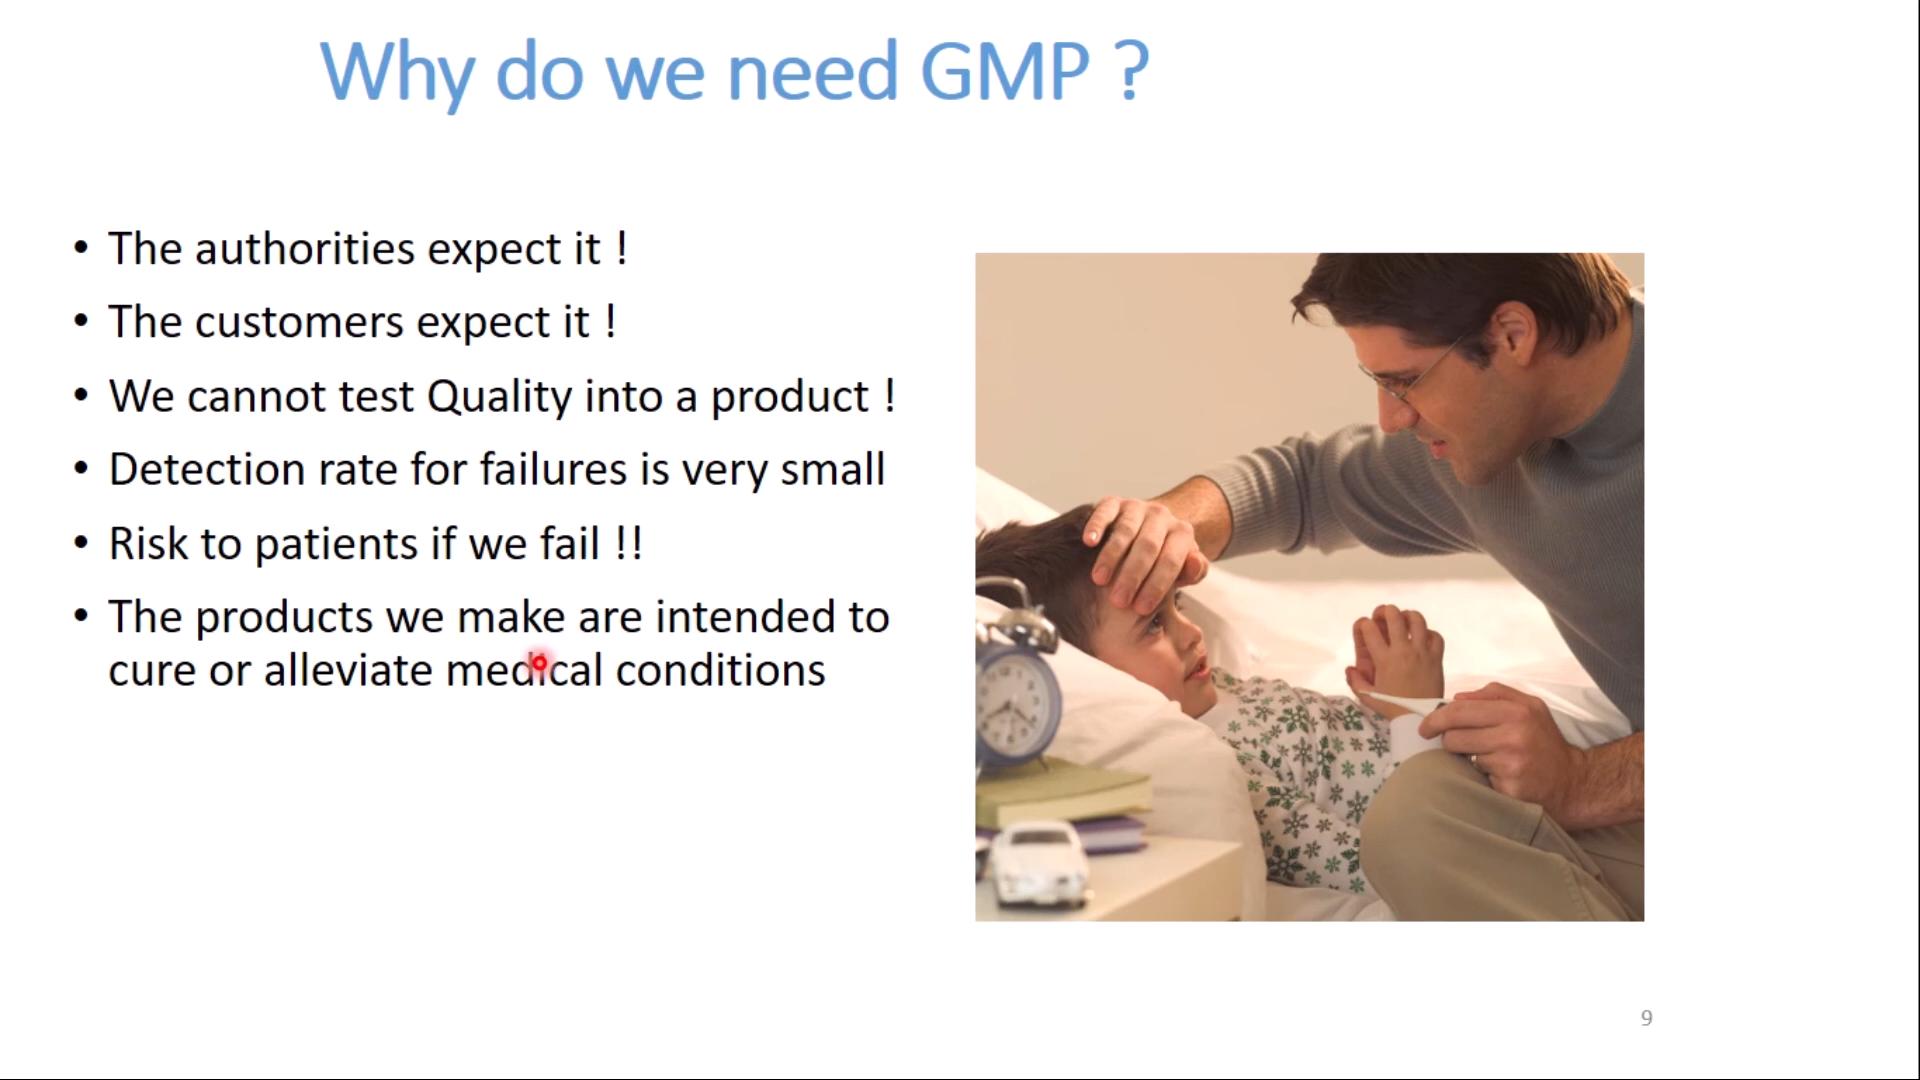 Why do we need GMP ?
• The authorities expect it !
• The customers expect it !
• We cannot test Quality into a product !
• Detection rate for failures is very small
• Risk to patients if we fail !!
• The products we make are intended to
cure or alleviate medical conditions
9